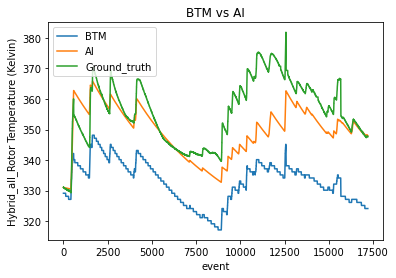 BTM vs AI
BTM
AI
Ground_truth
Hybrid_all_Rotor Temperature (Kelvin)
380
370
360
350
340
330
320
0
2500
5000
7500
10000
12500
15000
17500
event